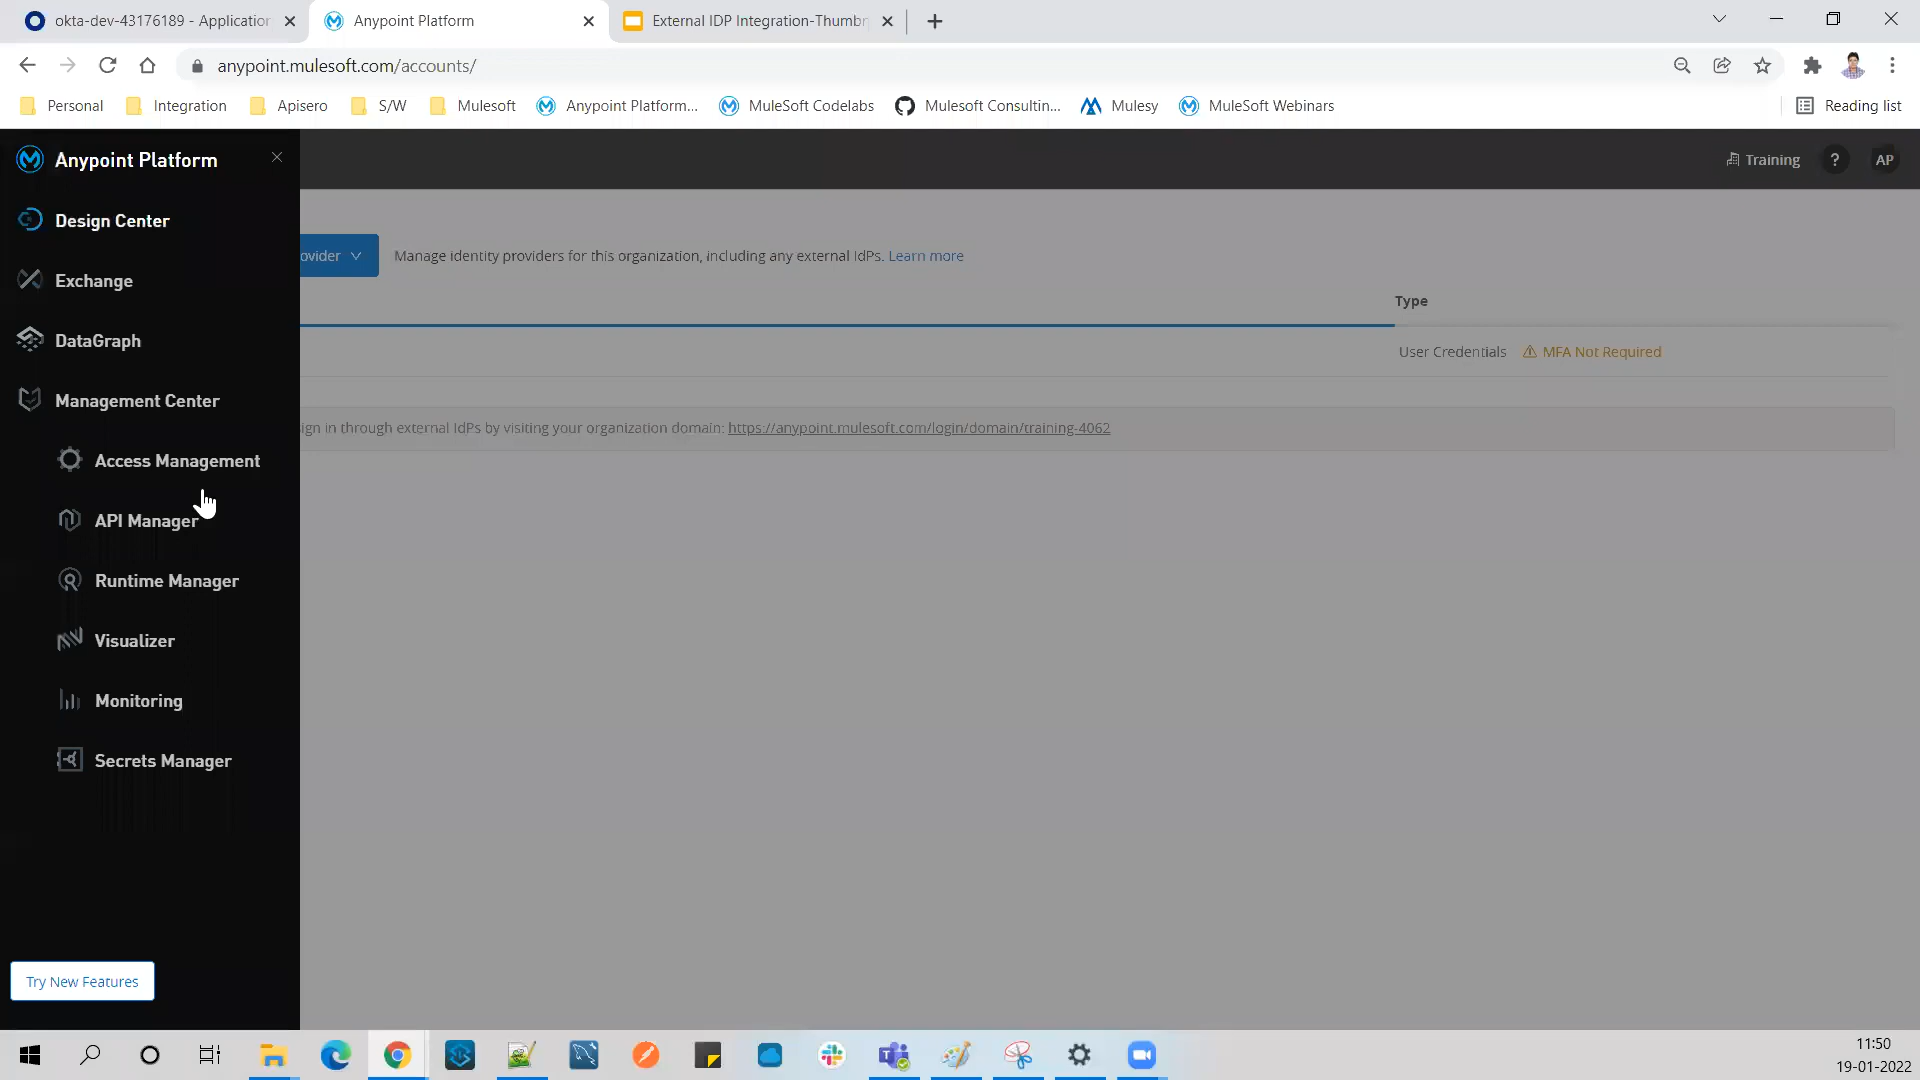 okta-dev-43176189 - Application
Anypoint Platform
External IDP Integration-Thumbn
anypoint.mulesoft.com/accounts/
Personal
Integration
Apisero
S/W
Mulesoft
Anypoint Platform...
MuleSoft Codelabs
Mulesoft Consultin...
Mulesy
MuleSoft Webinars
Reading list
Anypoint Platform
Training
?
AP
Design Center
ovider
Manage identity providers for this organization, including any external IdPs. Learn more
Exchange
Type
DataGraph
User Credentials
MFA Not Required
Management Center
ign in through external IdPs by visiting your organization domain: https://anypoint.mulesoft.com/login/domain/training-4062
Access Management
API Manager
Runtime Manager
Visualizer
Monitoring
Secrets Manager
Try New Features
11:50
19-01-2022